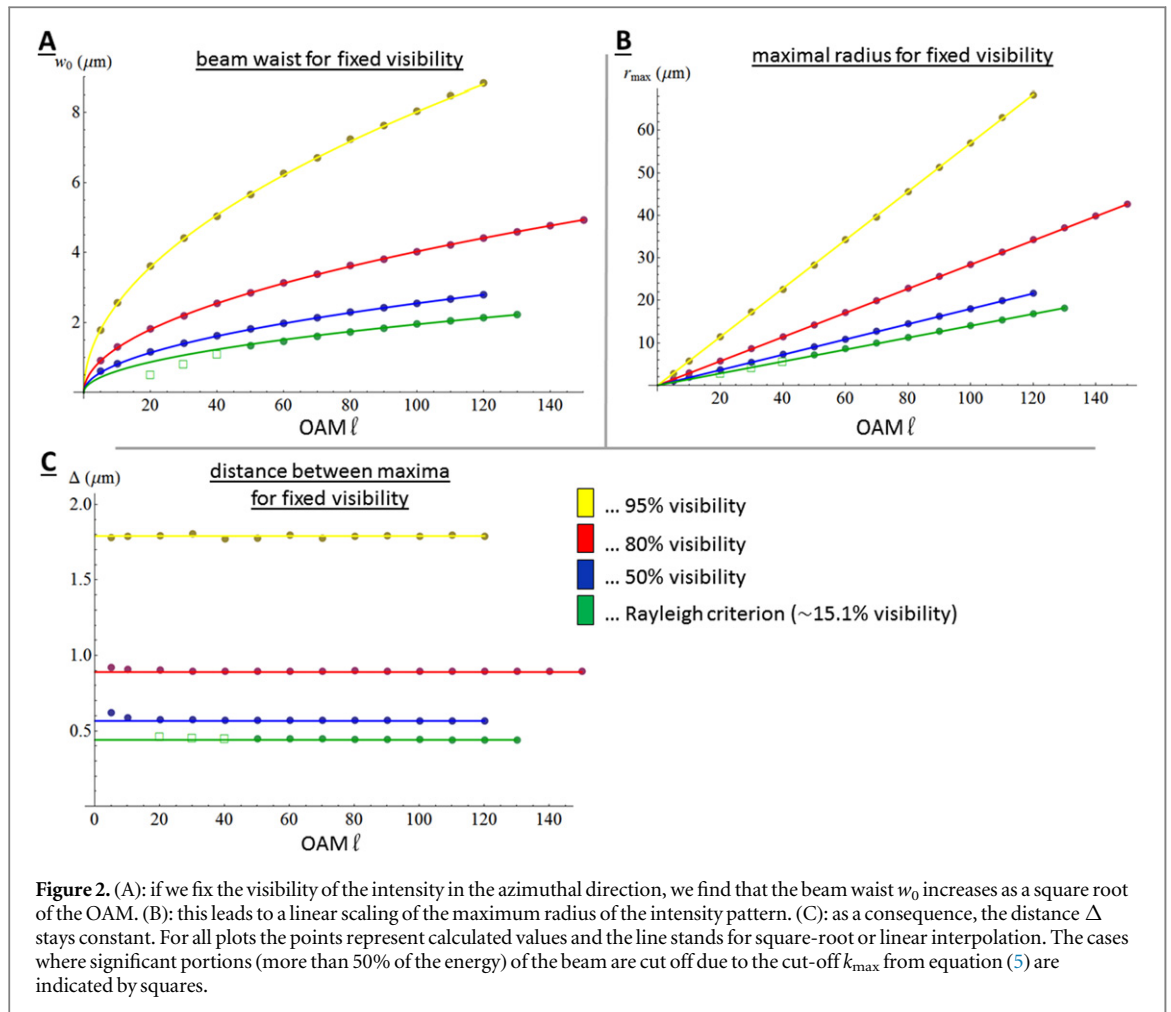 A
w₀ (μm)
beam waist for fixed visibility
8
6
4
2
20 40 60 80 100 120 140
OAM ℓ
B
maximal radius for fixed visibility
r_max (μm)
60
50
40
30
20
10
20 40 60 80 100 120 140
OAM ℓ
C
Δ (μm)
distance between maxima
for fixed visibility
2.0
1.5
1.0
0.5
0 20 40 60 80 100 120 140
OAM ℓ
... 95% visibility
... 80% visibility
... 50% visibility
... Rayleigh criterion (~15.1% visibility)
Figure 2. (A): if we fix the visibility of the intensity in the azimuthal direction, we find that the beam waist w₀ increases as a square root
of the OAM. (B): this leads to a linear scaling of the maximum radius of the intensity pattern. (C): as a consequence, the distance Δ
stays constant. For all plots the points represent calculated values and the line stands for square-root or linear interpolation. The cases
where significant portions (more than 50% of the energy) of the beam are cut off due to the cut-off k_max from equation (5) are
indicated by squares.